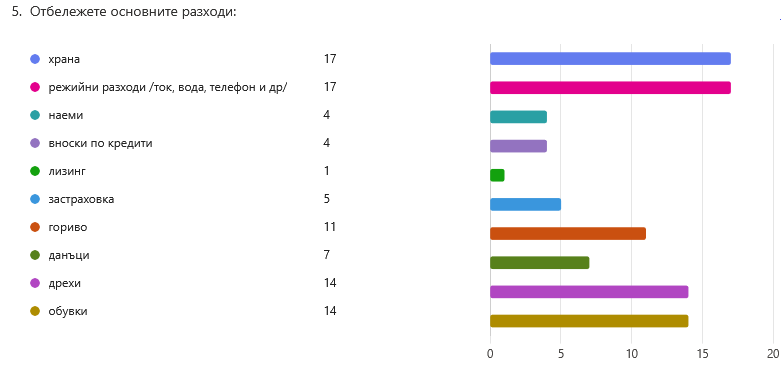 5. Отбележете основните разходи:
храна 17
режийни разходи /ток, вода, телефон и др/ 17
наеми 4
вноски по кредити 4
лизинг 1
застраховка 5
гориво 11
данъци 7
дрехи 14
обувки 14
0 5 10 15 20